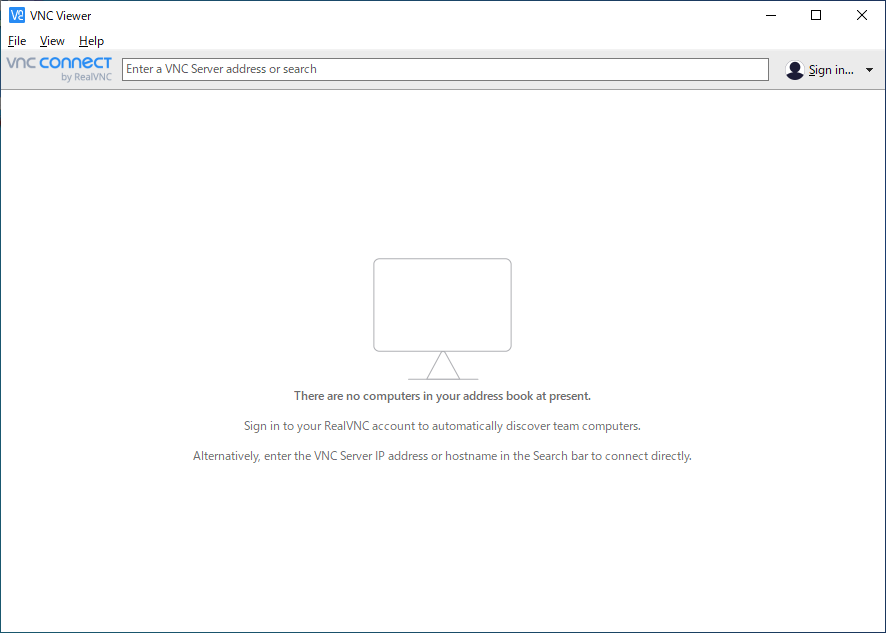 VNC Viewer
File View Help
vnc connect
by RealVNC
Enter a VNC Server address or search
Sign in...
There are no computers in your address book at present.
Sign in to your RealVNC account to automatically discover team computers.
Alternatively, enter the VNC Server IP address or hostname in the Search bar to connect directly.